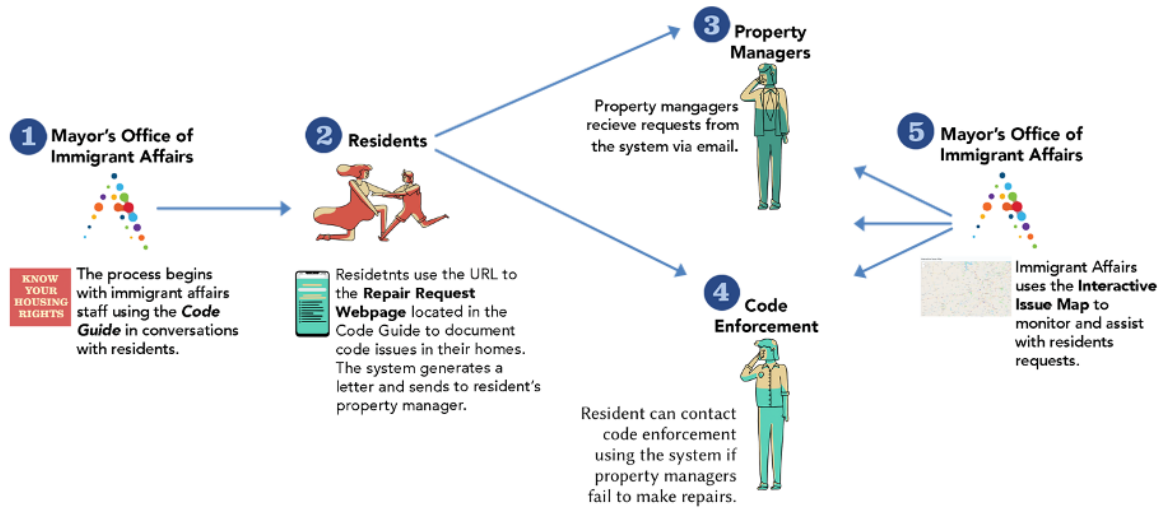 1
Mayor's Office of
Immigrant Affairs
KNOW
YOUR
HOUSING
RIGHTS
The process begins
with immigrant affairs
staff using the Code
Guide in conversations
with residents.
2
Residents
Residetnts use the URL to
the Repair Request
Webpage located in the
Code Guide to document
code issues in their homes.
The system generates a
letter and sends to resident's
property manager.
3
Property
Managers
Property mangagers
recieve requests from
the system via email.
4
Code
Enforcement
Resident can contact
code enforcement
using the system if
property managers
fail to make repairs.
5
Mayor's Office of
Immigrant Affairs
Immigrant Affairs
uses the Interactive
Issue Map to
monitor and assist
with residents
requests.